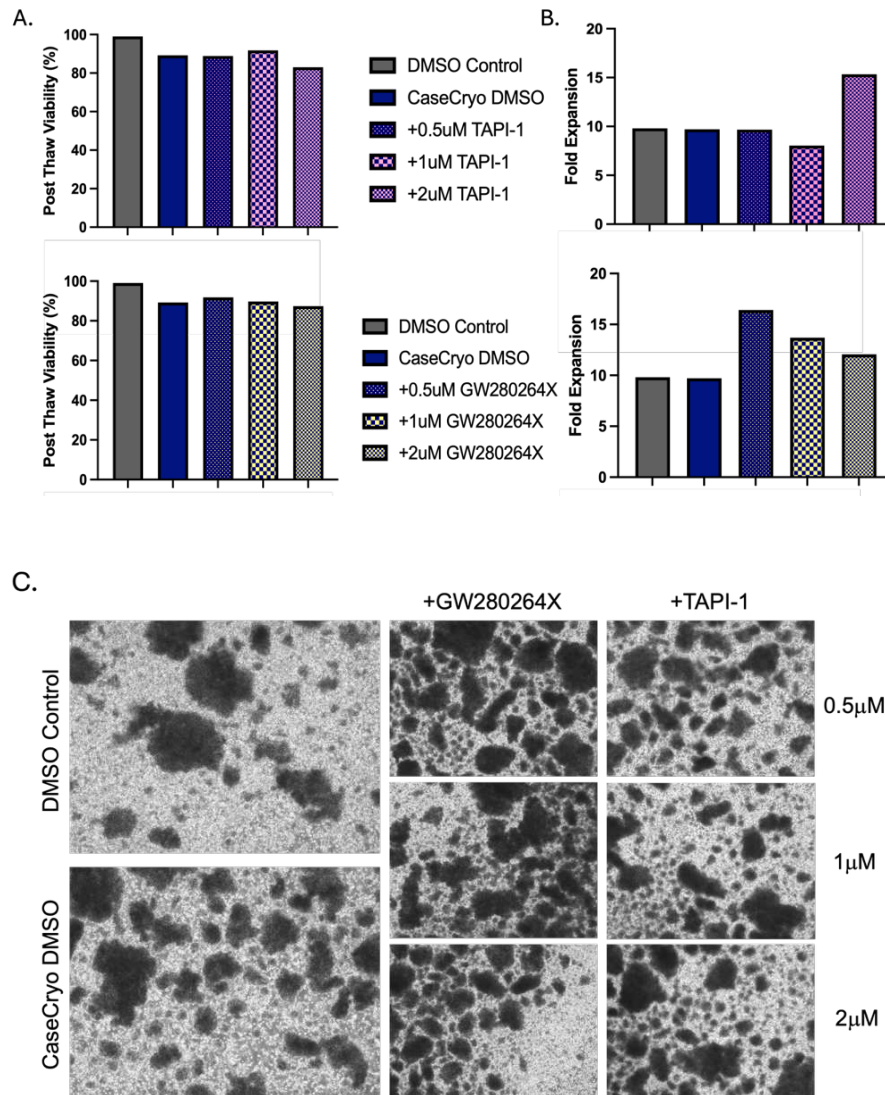 A.
Post Thaw Viability (%)
100
80
60
40
20
0
DMSO Control
CaseCryo DMSO
+0.5uM TAPI-1
+1uM TAPI-1
+2uM TAPI-1
B.
Fold Expansion
20
15
10
5
0
Post Thaw Viability (%)
100
80
60
40
20
0
DMSO Control
CaseCryo DMSO
+0.5uM GW280264X
+1uM GW280264X
+2uM GW280264X
Fold Expansion
20
15
10
5
0
C.
+GW280264X
+TAPI-1
DMSO Control
0.5μM
1μM
CaseCryo DMSO
2μM